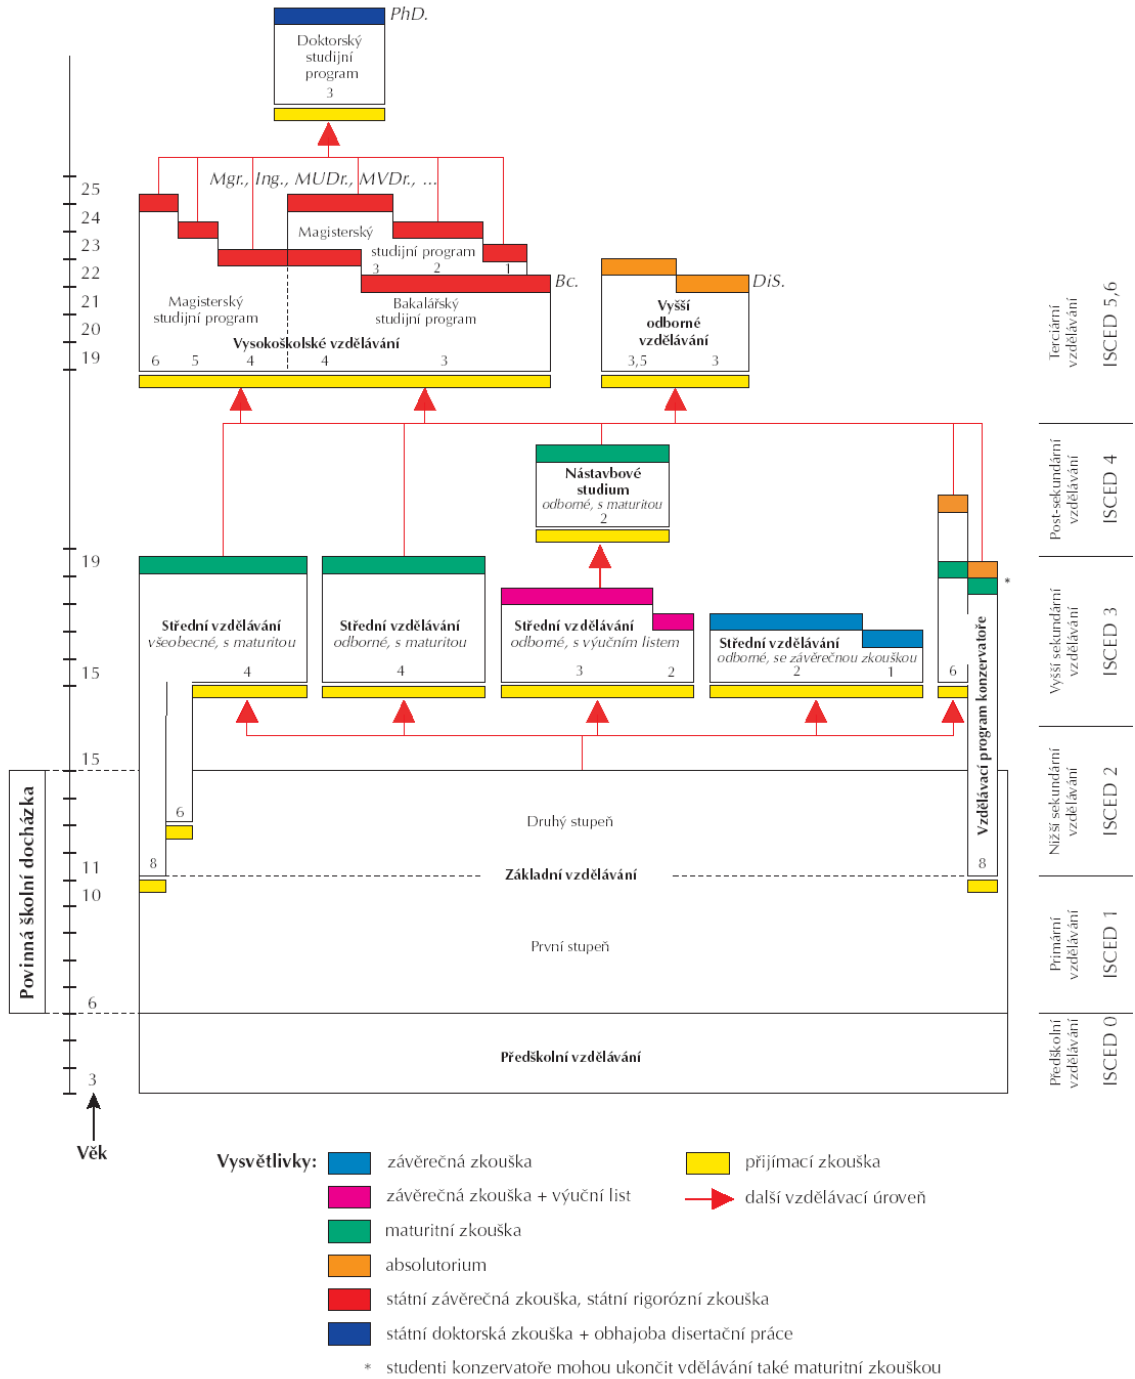 PhD.
Doktorský
studijní
program
3
Mgr., Ing., MUDr., MVDr., ...
25
24
23
22
21
20
19
Magisterský
studijní program
3
2
1
Bc.
Magisterský
studijní program
Bakalářský
studijní program
Vysokoškolské vzdělávání
6
5
4
4
3
DiS.
Vyšší
odborné
vzdělávání
3,5
3
Terciární
vzdělávání
ISCED 5,6
Nástavbové
studium
odborné, s maturitou
2
Post-sekundární
vzdělávání
ISCED 4
19
15
Střední vzdělávání
všeobecné, s maturitou
4
Střední vzdělávání
odborné, s maturitou
4
Střední vzdělávání
odborné, s výučním listem
3
2
Střední vzdělávání
odborné, se závěrečnou zkouškou
2
1
6
*
Vzdělávací program konzervatoře
8
Vyšší sekundární
vzdělávání
ISCED 3
15
11
10
6
3
Povinná školní docházka
6
8
Druhý stupeň
Základní vzdělávání
První stupeň
Předškolní vzdělávání
Nižší sekundární
vzdělávání
ISCED 2
Primární
vzdělávání
ISCED 1
Předškolní
vzdělávání
ISCED 0
Věk
Vysvětlivky:
závěrečná zkouška
závěrečná zkouška + výuční list
maturitní zkouška
absolutorium
státní závěrečná zkouška, státní rigorózní zkouška
státní doktorská zkouška + obhajoba disertační práce
* studenti konzervatoře mohou ukončit vdělávání také maturitní zkouškou
přijímací zkouška
další vzdělávací úroveň